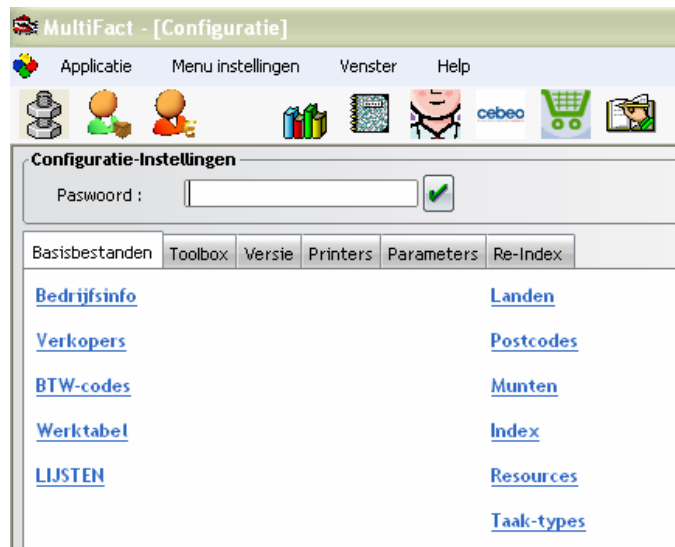 MultiFact - [Configuratie]
Applicatie Menu instellingen Venster Help
cebeo
Configuratie-Instellingen
Paswoord :
Basisbestanden Toolbox Versie Printers Parameters Re-Index
Bedrijfsinfo Landen
Verkopers Postcodes
BTW-codes Munten
Werktabel Index
LIJSTEN Resources
Taak-types